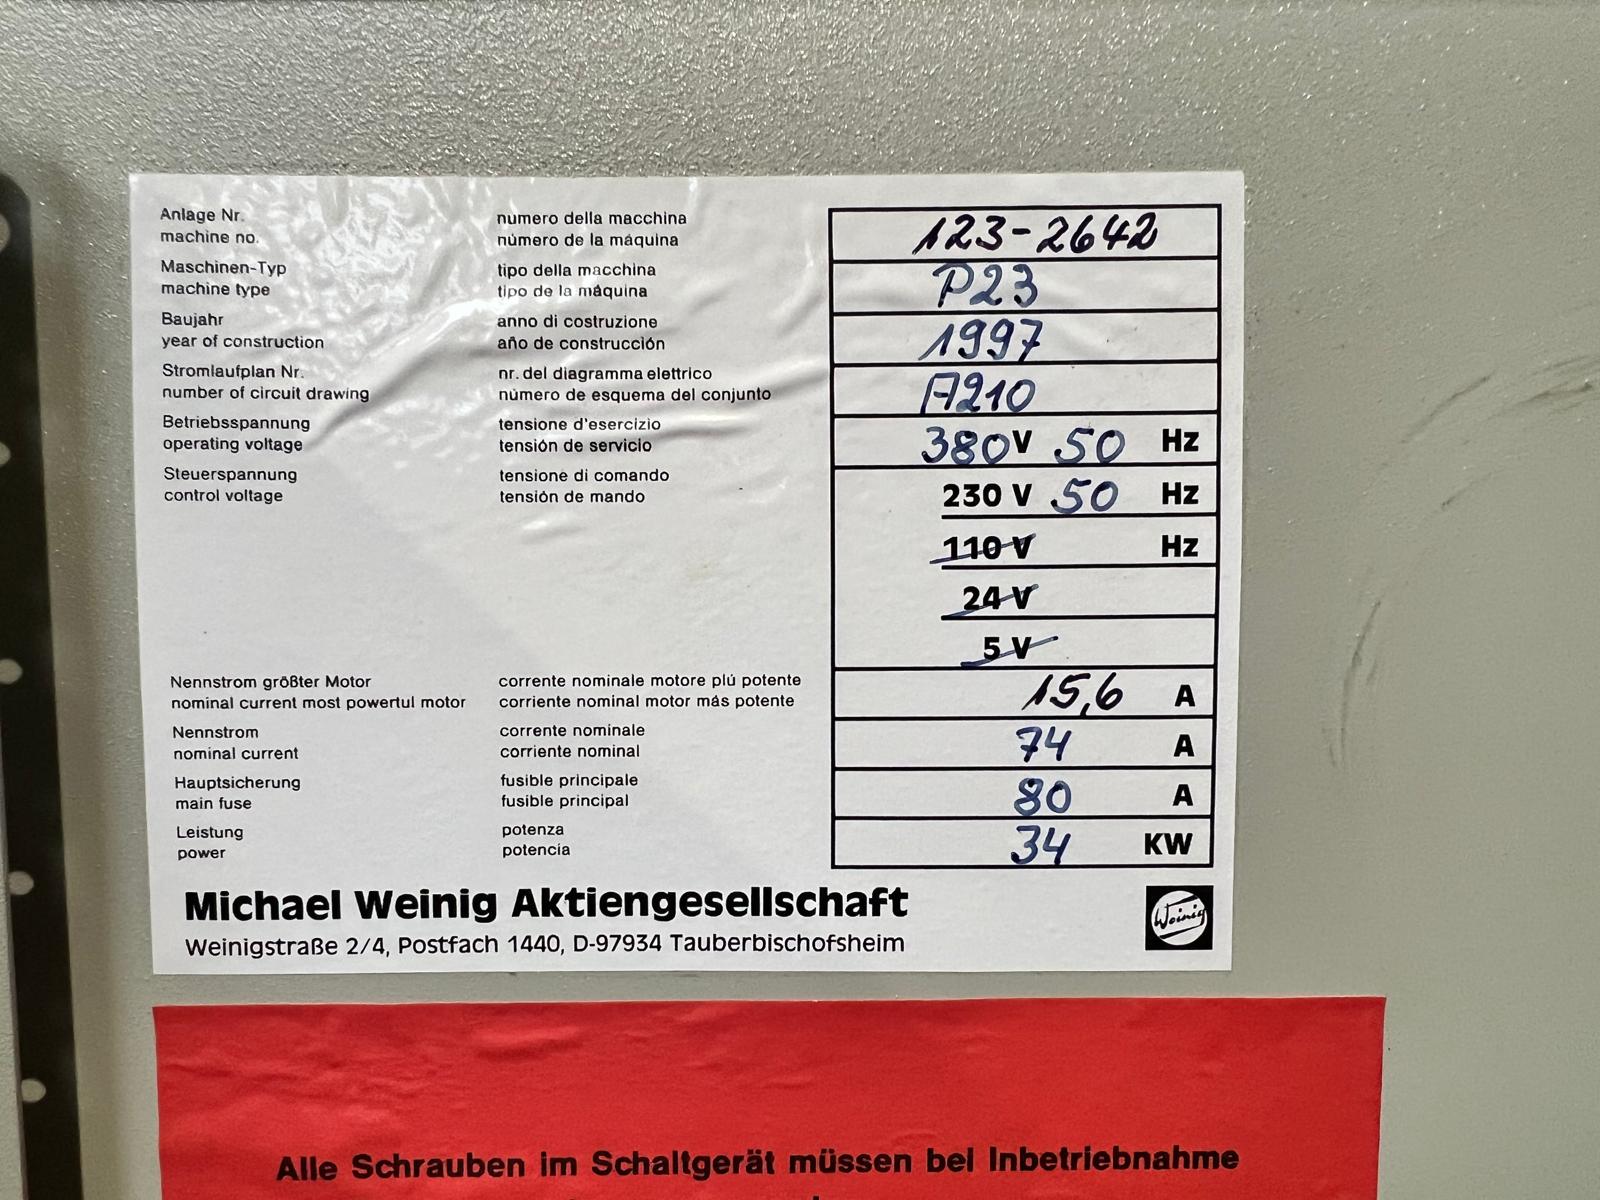 Anlage Nr. numero della macchina 123-2642
machine no. número de la máquina
Maschinen-Typ tipo della macchina P23
machine type tipo de la máquina
Baujahr anno di costruzione 1997
year of construction año de construcción
Stromlaufplan Nr. nr. del diagramma elettrico A210
number of circuit drawing número de esquema del conjunto
Betriebsspannung tensione d'esercizio 380 V 50 Hz
operating voltage tensión de servicio
Steuerspannung tensione di comando 230 V 50 Hz
control voltage tensión de mando
110 V Hz
24 V
5 V
Nennstrom größter Motor corrente nominale motore plú potente 15,6 A
nominal current most powertul motor corriente nominal motor más potente
Nennstrom corrente nominale 74 A
nominal current corriente nominal
Hauptsicherung fusible principale 80 A
main fuse fusible principal
Leistung potenza 34 KW
power potencia
Michael Weinig Aktiengesellschaft
Weinig
Weinigstraße 2/4, Postfach 1440, D-97934 Tauberbischofsheim
Alle Schrauben im Schaltgerät müssen bei Inbetriebnahme